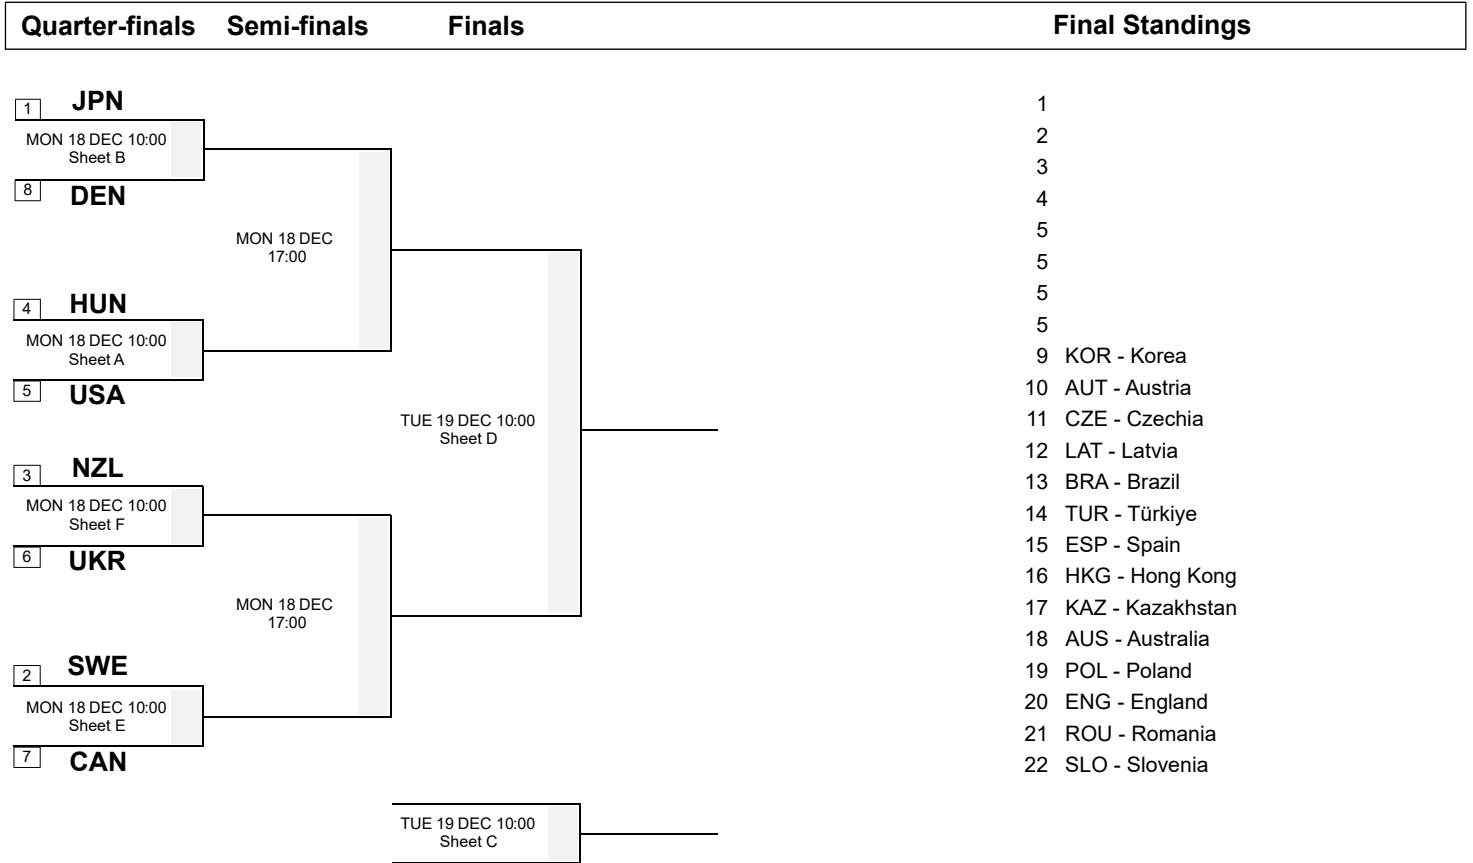 Quarter-finals Semi-finals Finals Final Standings
1 JPN
MON 18 DEC 10:00
Sheet B
8 DEN
MON 18 DEC
17:00
4 HUN
MON 18 DEC 10:00
Sheet A
5 USA
TUE 19 DEC 10:00
Sheet D
3 NZL
MON 18 DEC 10:00
Sheet F
6 UKR
MON 18 DEC
17:00
2 SWE
MON 18 DEC 10:00
Sheet E
7 CAN
TUE 19 DEC 10:00
Sheet C
1
2
3
4
5
5
5
5
9 KOR - Korea
10 AUT - Austria
11 CZE - Czechia
12 LAT - Latvia
13 BRA - Brazil
14 TUR - Türkiye
15 ESP - Spain
16 HKG - Hong Kong
17 KAZ - Kazakhstan
18 AUS - Australia
19 POL - Poland
20 ENG - England
21 ROU - Romania
22 SLO - Slovenia